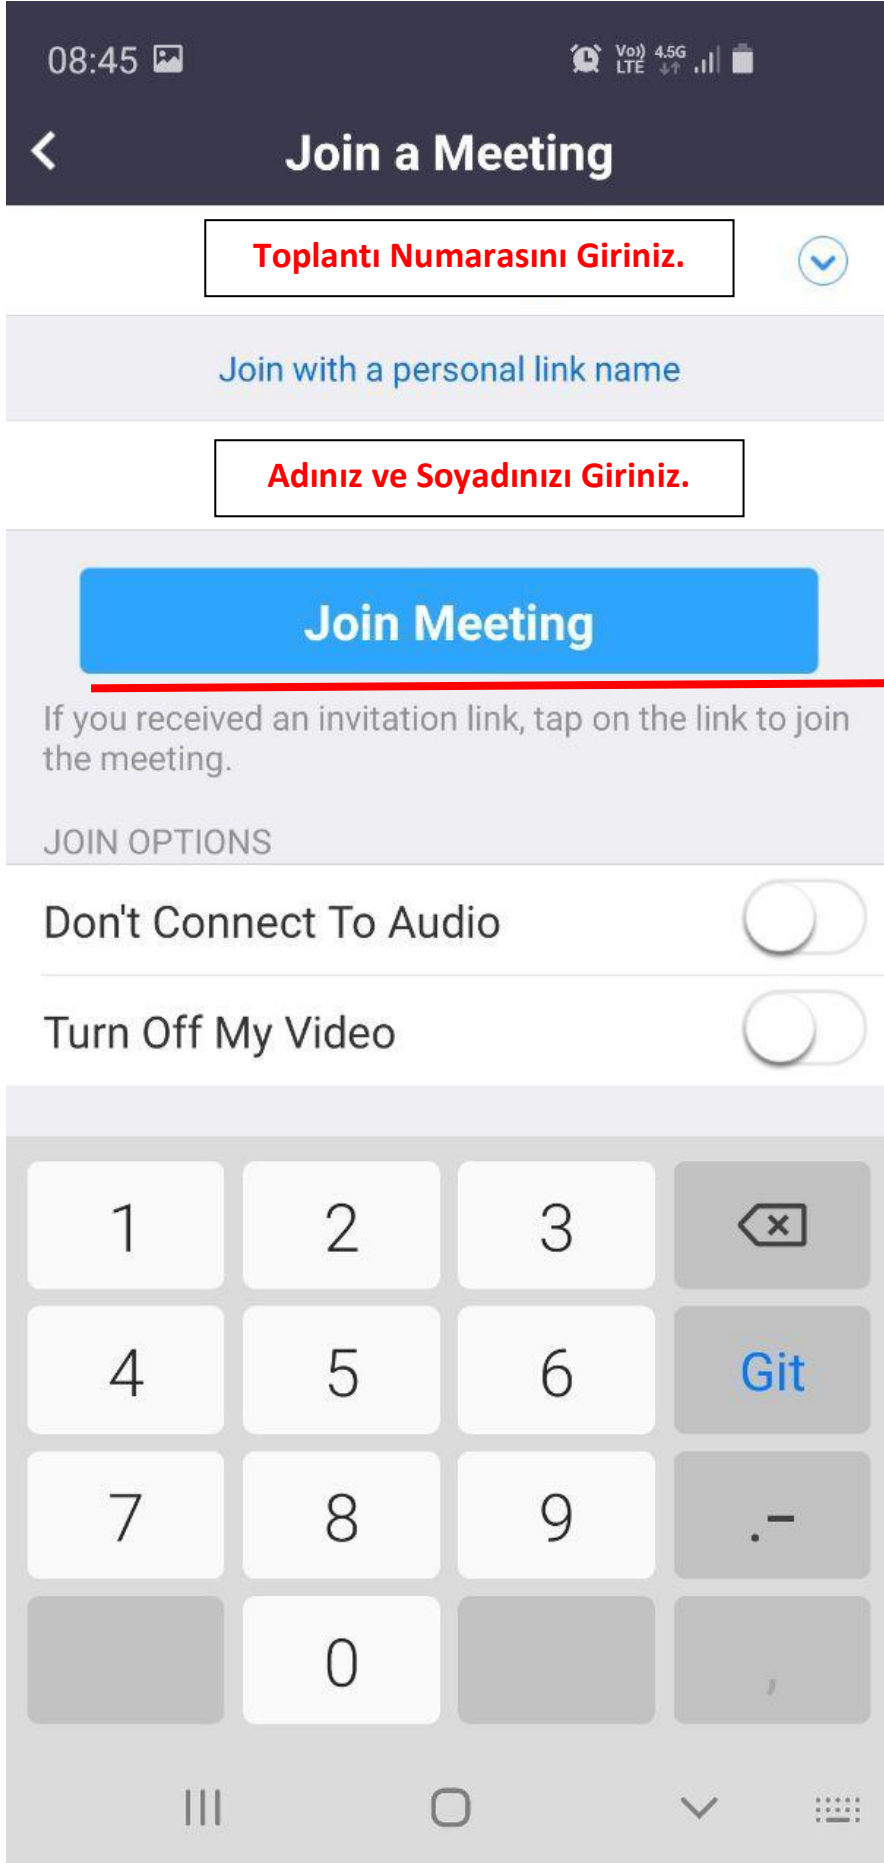 08:45
Vo)) LTE 4.5G
Join a Meeting
Toplantı Numarasını Giriniz.
Join with a personal link name
Adınız ve Soyadınızı Giriniz.
Join Meeting
If you received an invitation link, tap on the link to join
the meeting.
JOIN OPTIONS
Don't Connect To Audio
Turn Off My Video
1 2 3
4 5 6 Git
7 8 9 .-
0 ,